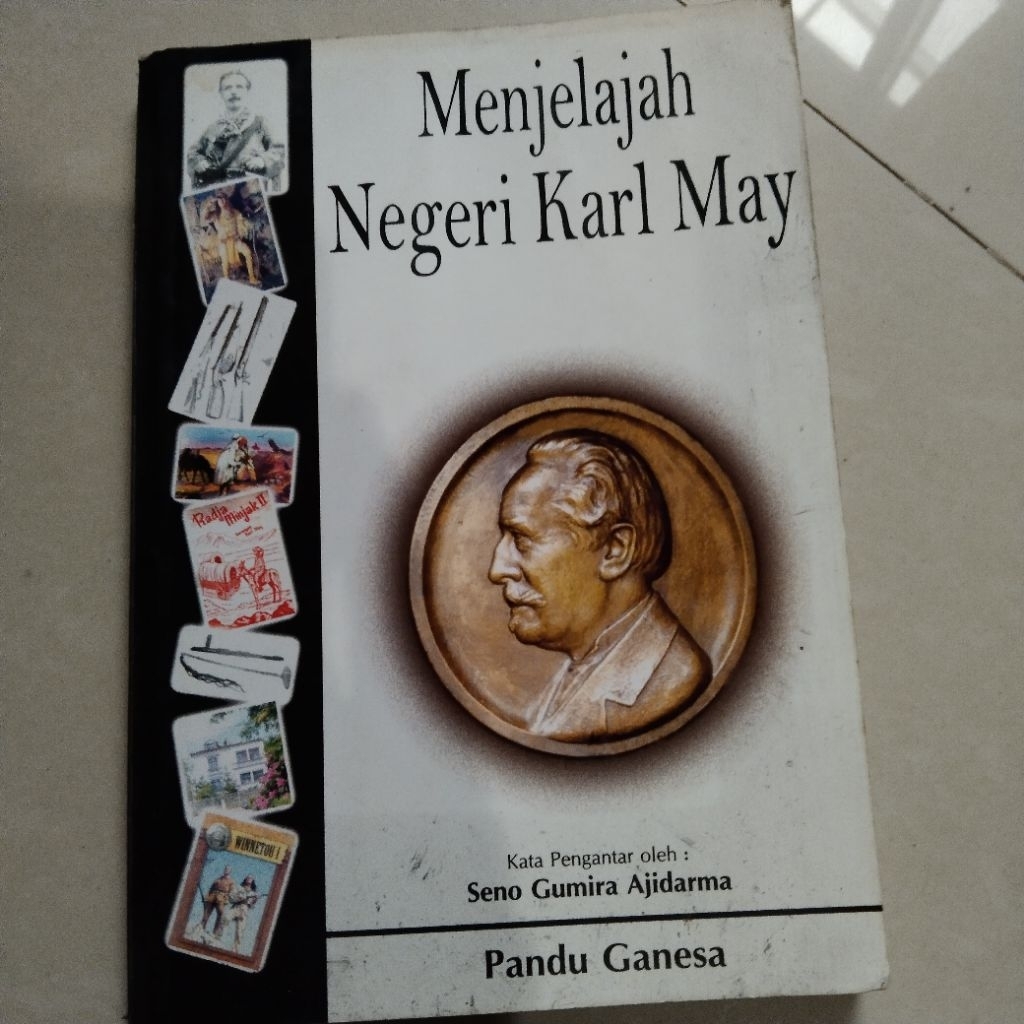 Menjelajah
Negeri Karl May
Radja
Minjak II
WINNETOU I
Kata Pengantar oleh :
Seno Gumira Ajidarma
Pandu Ganesa